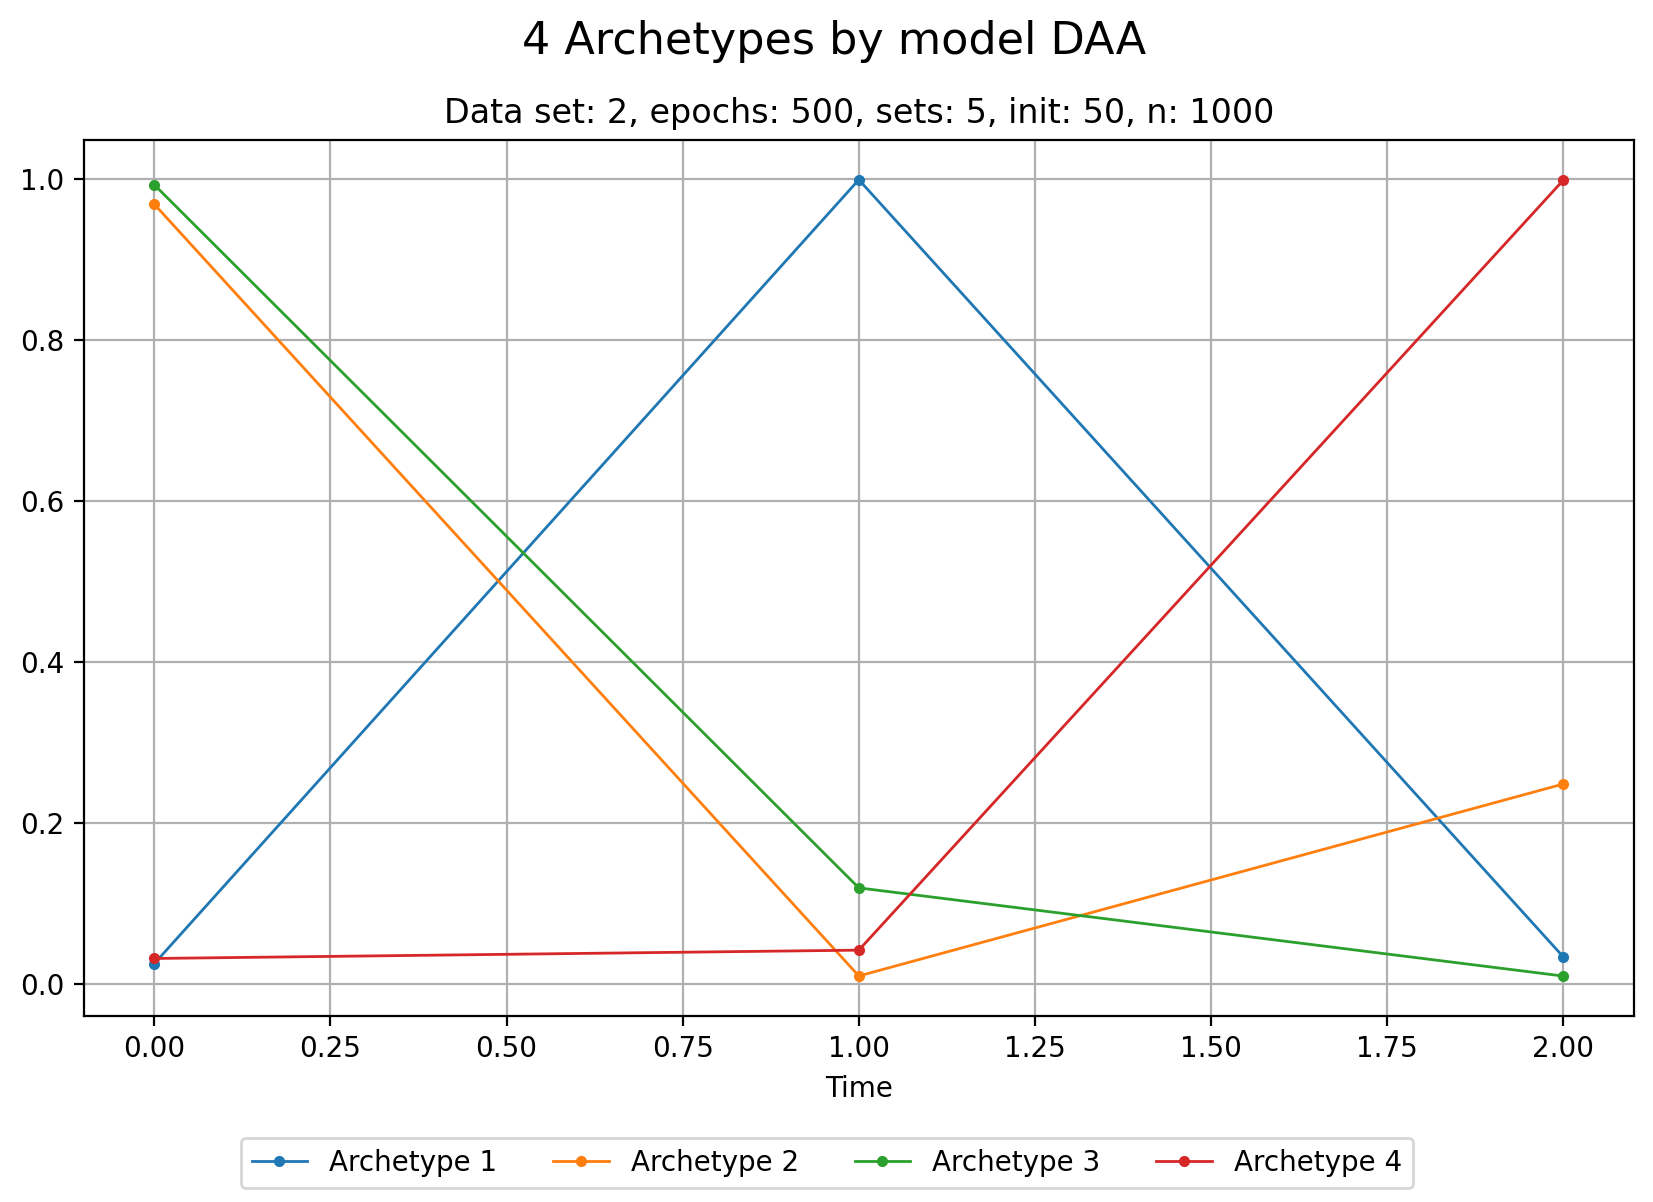 4 Archetypes by model DAA
Data set: 2, epochs: 500, sets: 5, init: 50, n: 1000
1.0
0.8
0.6
0.4
0.2
0.0
0.00 0.25 0.50 0.75 1.00 1.25 1.50 1.75 2.00
Time
Archetype 1 Archetype 2 Archetype 3 Archetype 4